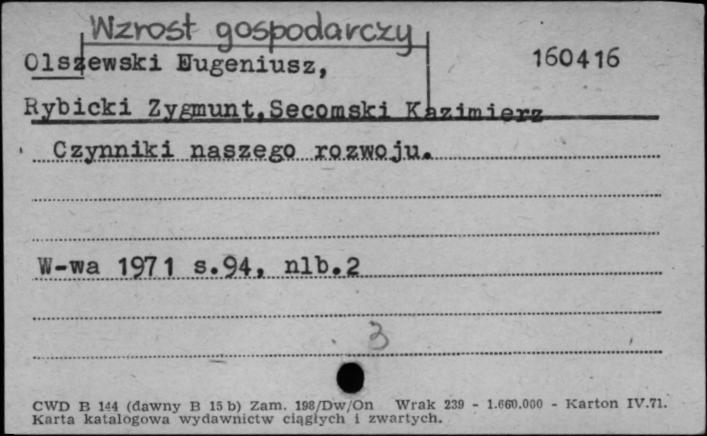 Wzrost gospodarczy
Olszewski Eugeniusz, 160416
Rybicki Zygmunt,Secomski Kazimierz
Czynniki naszego rozwoju.
W-wa 1971 s.94, nlb.2
3
CWD B 144 (dawny B 15 b) Zam. 198/Dw/On Wrak 239 - 1.660.000 - Karton IV.71.
Karta katalogowa wydawnictw ciągłych i zwartych.